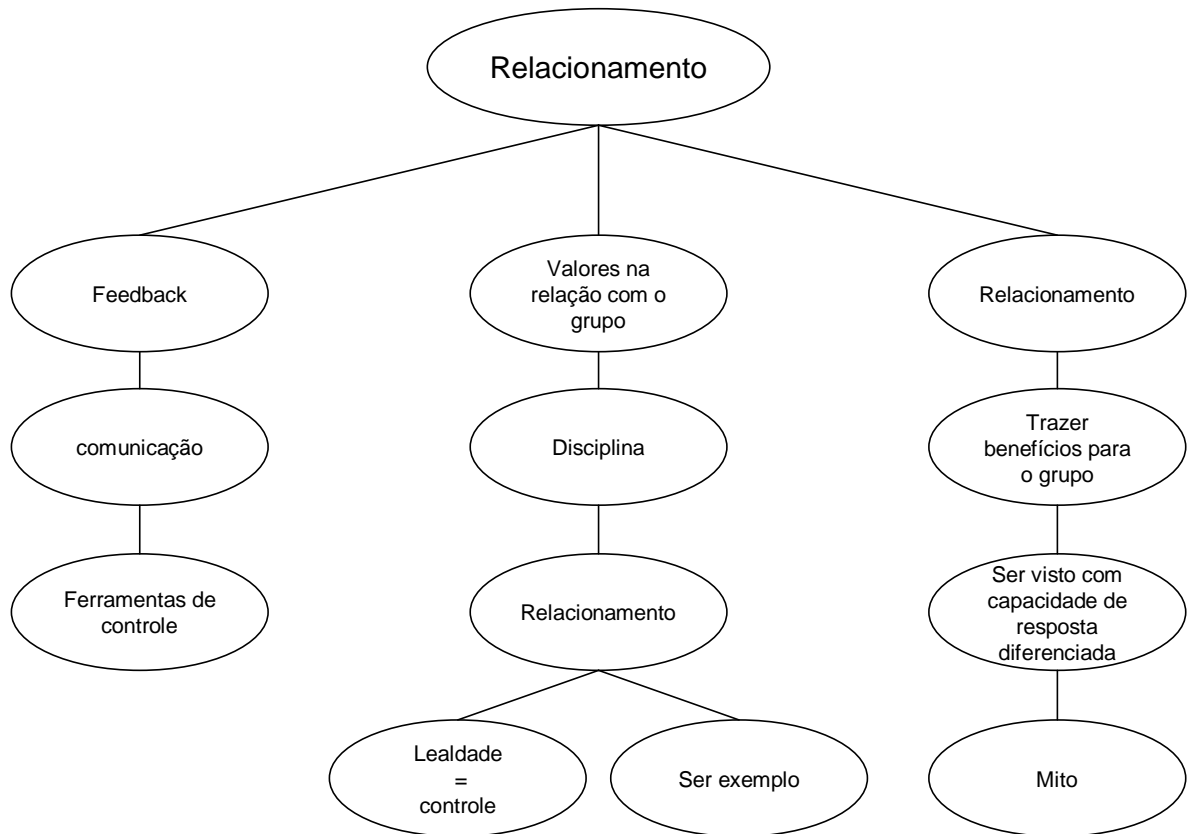 Relacionamento
Feedback
Valores na
relação com o
grupo
Relacionamento
comunicação
Disciplina
Trazer
benefícios para
o grupo
Ferramentas de
controle
Relacionamento
Ser visto com
capacidade de
resposta
diferenciada
Lealdade
=
controle
Ser exemplo
Mito